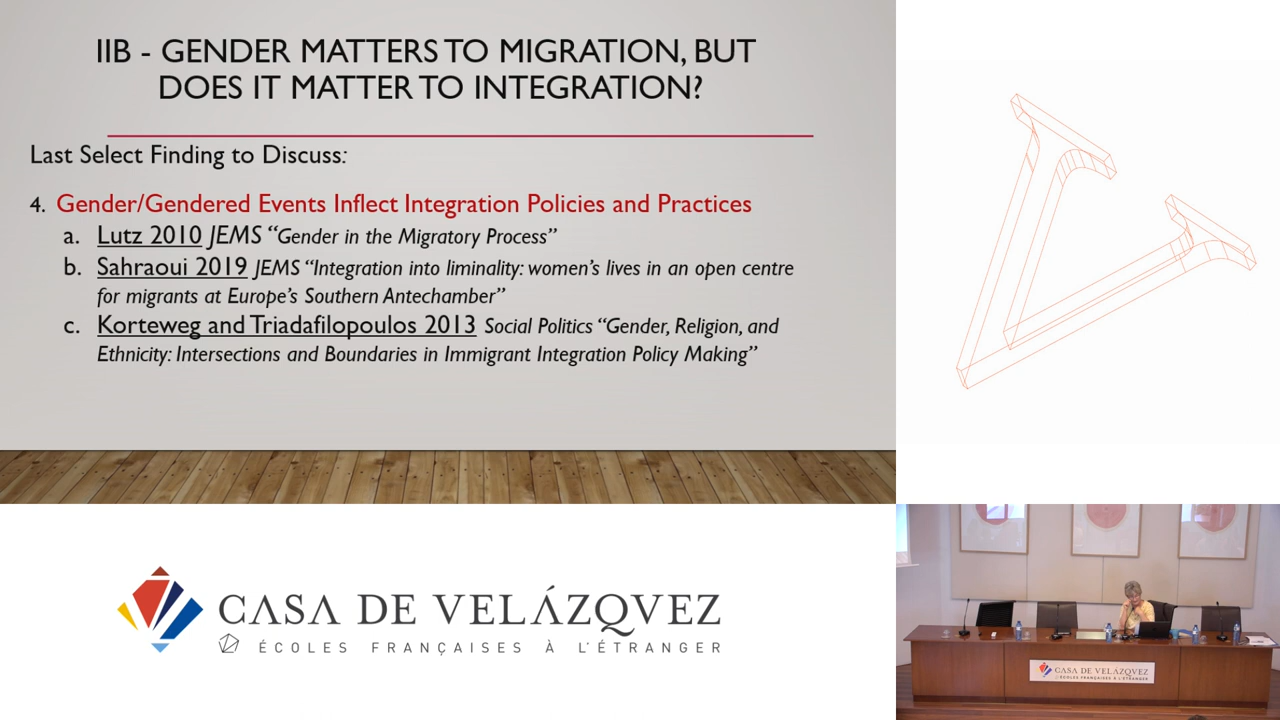 IIB - GENDER MATTERS TO MIGRATION, BUT
DOES IT MATTER TO INTEGRATION?
Last Select Finding to Discuss:
4. Gender/Gendered Events Inflect Integration Policies and Practices
a. Lutz 2010 JEMS “Gender in the Migratory Process”
b. Sahraoui 2019 JEMS “Integration into liminality: women’s lives in an open centre
for migrants at Europe’s Southern Antechamber”
c. Korteweg and Triadafilopoulos 2013 Social Politics “Gender, Religion, and
Ethnicity: Intersections and Boundaries in Immigrant Integration Policy Making”
CASA DE VELÁZQVEZ
ÉCOLES FRANÇAISES À L’ÉTRANGER
CASA DE VELÁZQVEZ
ÉCOLES FRANÇAISES À L’ÉTRANGER